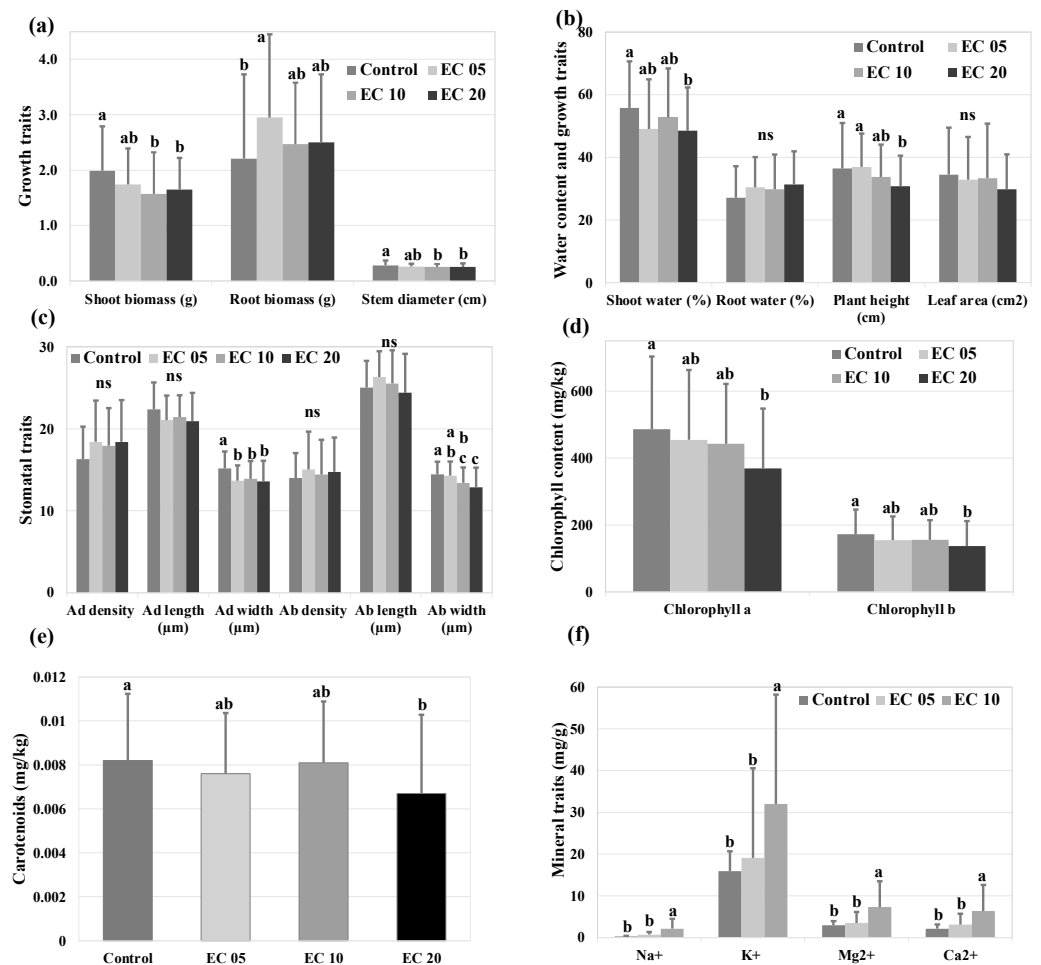 (a)
Growth traits
4.0
3.0
2.0
1.0
0.0
Control EC 05
EC 10 EC 20
a ab b b
b a ab ab
a ab b b
Shoot biomass (g) Root biomass (g) Stem diameter (cm)
(b)
Water content and growth traits
80
60
40
20
0
Control EC 05
EC 10 EC 20
a ab ab b
ns
a a ab b
ns
Shoot water (%) Root water (%) Plant height (cm) Leaf area (cm2)
(c)
Stomatal traits
30
20
10
0
Control EC 05 EC 10 EC 20
ns
ns
a b b b
ns
ns
a b
a b c c
Ad density Ad length (µm) Ad width (µm) Ab density Ab length (µm) Ab width (µm)
(d)
Chlorophyll content (mg/kg)
600
400
200
0
Control EC 05
EC 10 EC 20
a ab ab b
a ab ab b
Chlorophyll a Chlorophyll b
(e)
Carotenoids (mg/kg)
0.012
0.01
0.008
0.006
0.004
0.002
0
a ab ab b
Control EC 05 EC 10 EC 20
(f)
Mineral traits (mg/g)
60
50
40
30
20
10
0
Control EC 05 EC 10
b b a
b b a
b b a
b b a
Na+ K+ Mg2+ Ca2+